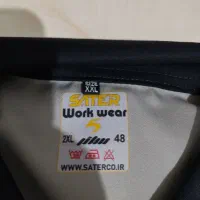 SIZE
XXL
SATER
Work wear
2XL 48
WWW.SATERCO.IR